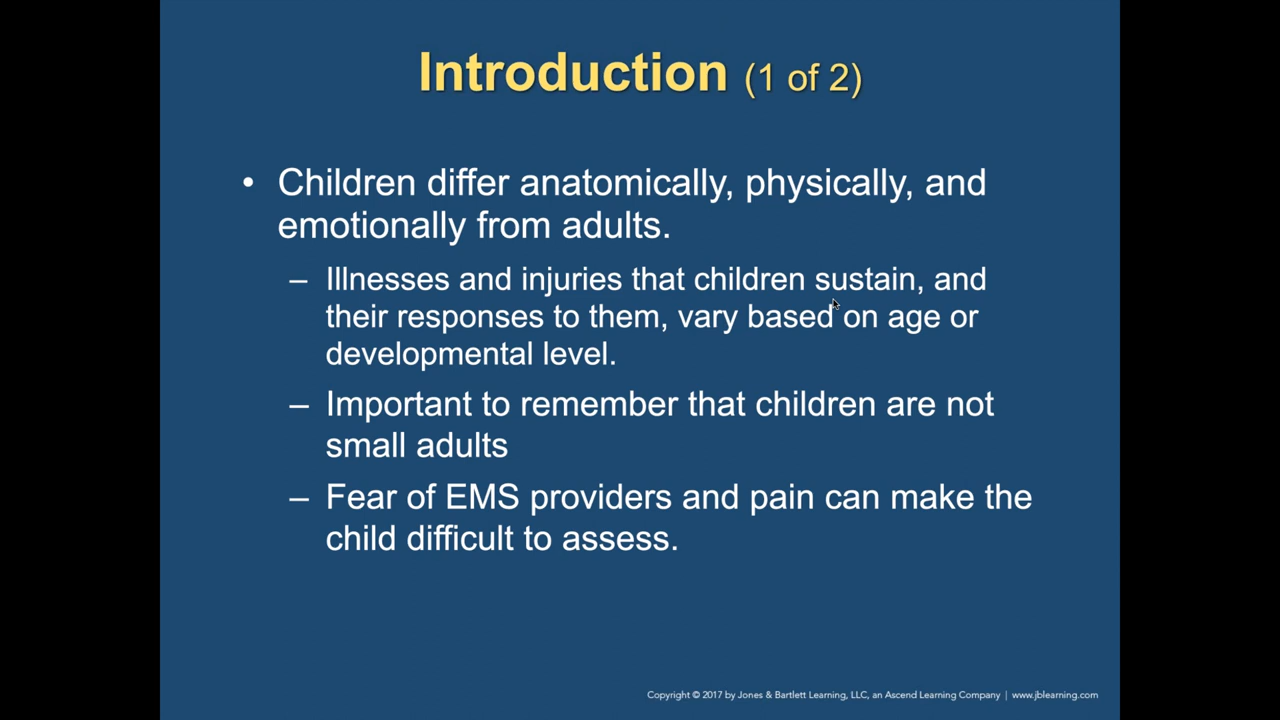 Introduction (1 of 2)
• Children differ anatomically, physically, and
emotionally from adults.
– Illnesses and injuries that children sustain, and
their responses to them, vary based on age or
developmental level.
– Important to remember that children are not
small adults
– Fear of EMS providers and pain can make the
child difficult to assess.
Copyright © 2017 by Jones & Bartlett Learning, LLC, an Ascend Learning Company | www.jblearning.com